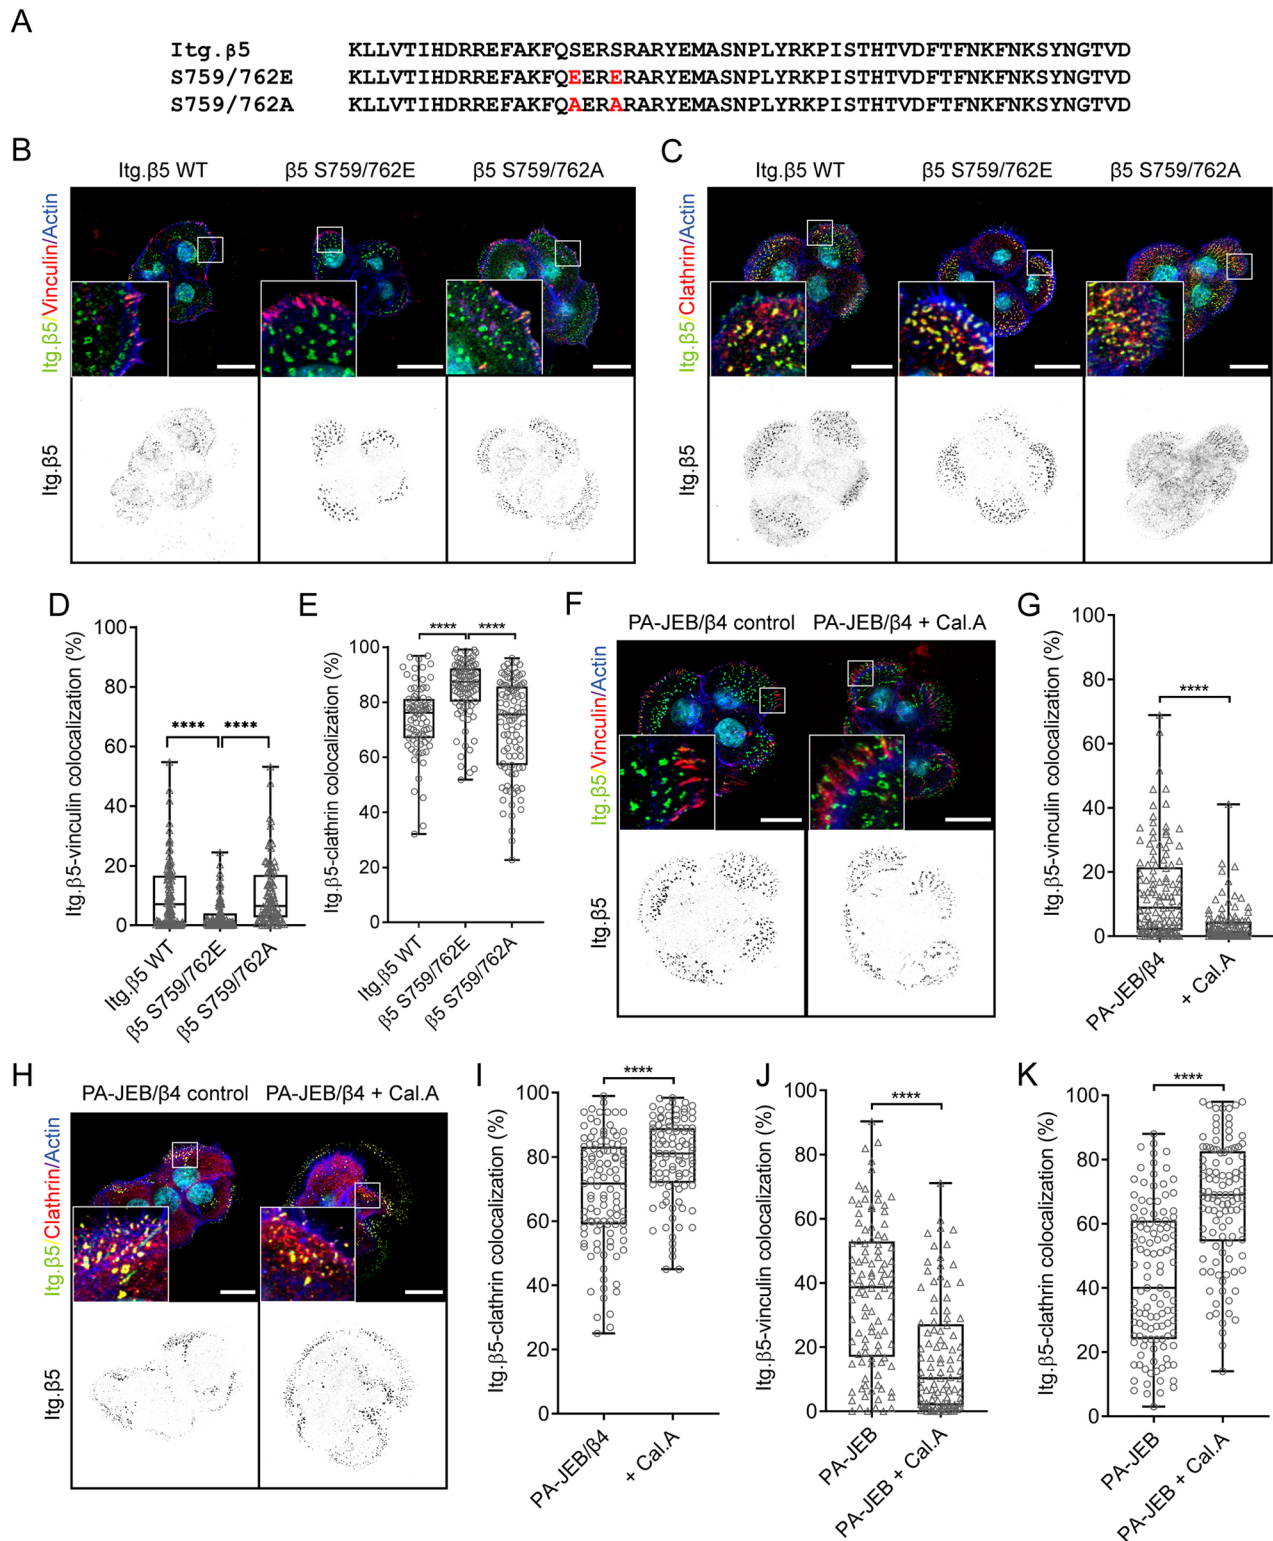 A
Itg.β5 KLLVTIHDRREFAKFQSERSRARYEMASNPLYRKPISTHTVDFTFNKFNKSYNGTVD
S759/762E KLLVTIHDRREFAKFQEERERARYEMASNPLYRKPISTHTVDFTFNKFNKSYNGTVD
S759/762A KLLVTIHDRREFAKFQAERARARYEMASNPLYRKPISTHTVDFTFNKFNKSYNGTVD
B
Itg.β5 WT β5 S759/762E β5 S759/762A
Itg.β5/Vinculin/Actin
Itg.β5
C
Itg.β5 WT β5 S759/762E β5 S759/762A
Itg.β5/Clathrin/Actin
Itg.β5
D
Itg.β5-vinculin colocalization (%)
100
80
60
40
20
0
**** ****
Itg.β5 WT
β5 S759/762E
β5 S759/762A
E
Itg.β5-clathrin colocalization (%)
100
80
60
40
20
0
**** ****
Itg.β5 WT
β5 S759/762E
β5 S759/762A
F
PA-JEB/β4 control PA-JEB/β4 + Cal.A
Itg.β5/Vinculin/Actin
Itg.β5
G
Itg.β5-vinculin colocalization (%)
100
80
60
40
20
0
****
PA-JEB/β4
+ Cal.A
H
PA-JEB/β4 control PA-JEB/β4 + Cal.A
Itg.β5/Clathrin/Actin
Itg.β5
I
Itg.β5-clathrin colocalization (%)
100
80
60
40
20
0
****
PA-JEB/β4
+ Cal.A
J
Itg.β5-vinculin colocalization (%)
100
80
60
40
20
0
****
PA-JEB
PA-JEB + Cal.A
K
Itg.β5-clathrin colocalization (%)
100
80
60
40
20
0
****
PA-JEB
PA-JEB + Cal.A